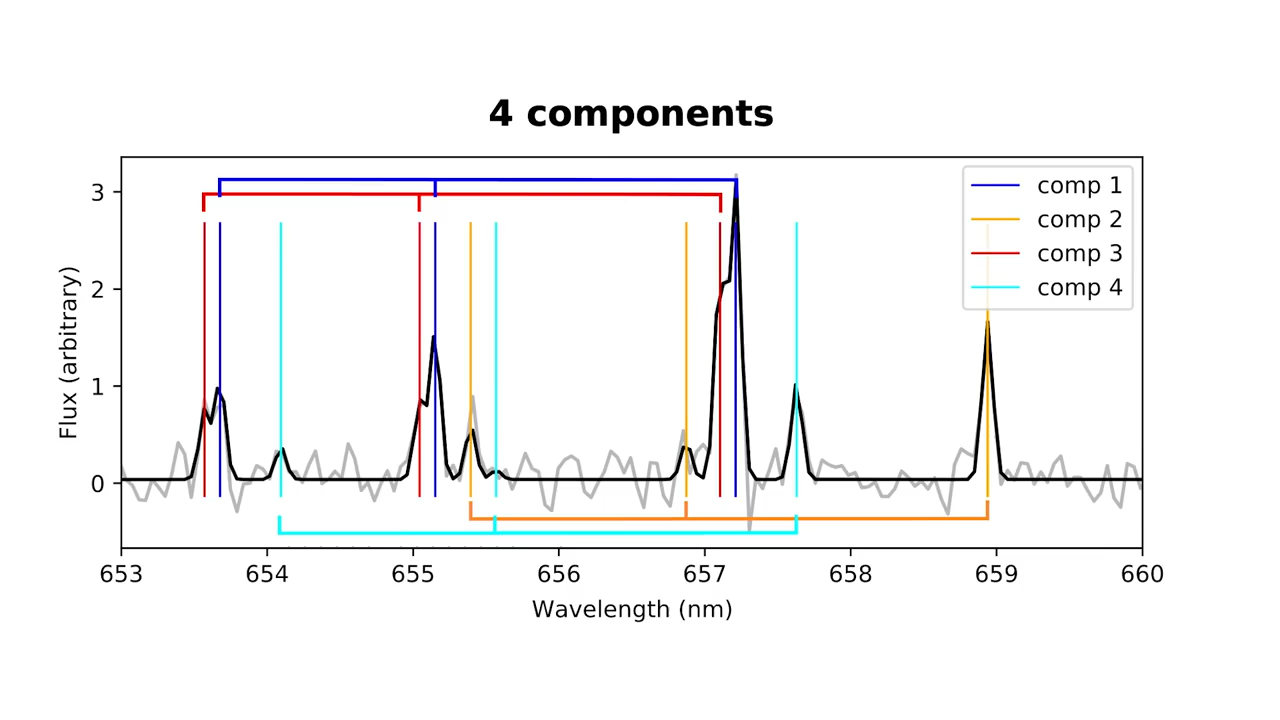 4 components
3
2
1
0
Flux (arbitrary)
comp 1
comp 2
comp 3
comp 4
653 654 655 656 657 658 659 660
Wavelength (nm)